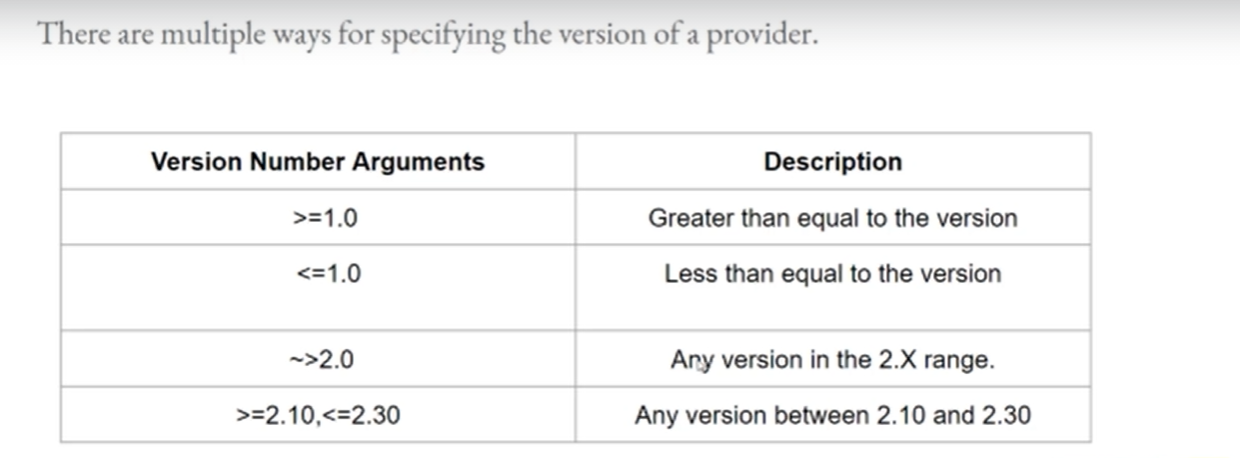 There are multiple ways for specifying the version of a provider.
Version Number Arguments Description
>=1.0 Greater than equal to the version
<=1.0 Less than equal to the version
~>2.0 Any version in the 2.X range.
>=2.10,<=2.30 Any version between 2.10 and 2.30